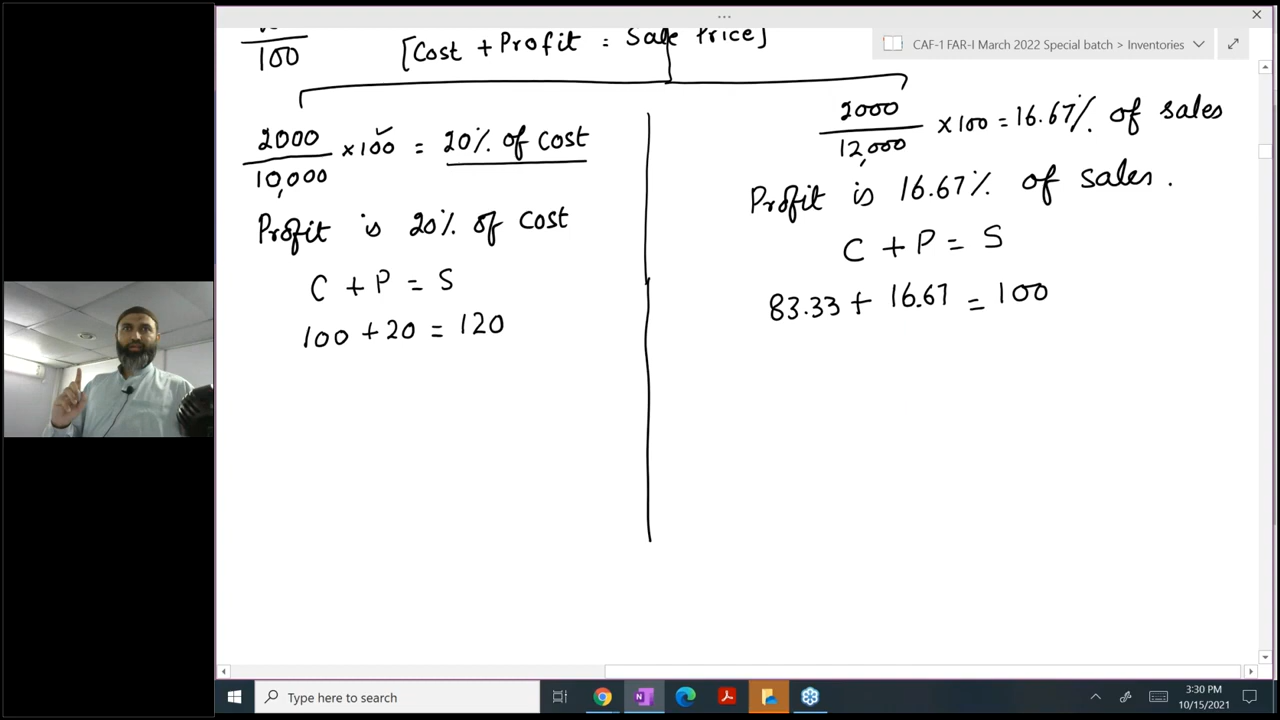 CAF-1 FAR-I March 2022 Special batch > Inventories
100
[Cost + Profit = Sale Price]
2000
10,000
×100 = 20% of cost
Profit is 20% of cost
C + P = S
100 + 20 = 120
2000
12,000
×100 = 16.67% of sales
Profit is 16.67% of sales.
C + P = S
83.33 + 16.67 = 100
Type here to search
3:30 PM
10/15/2021